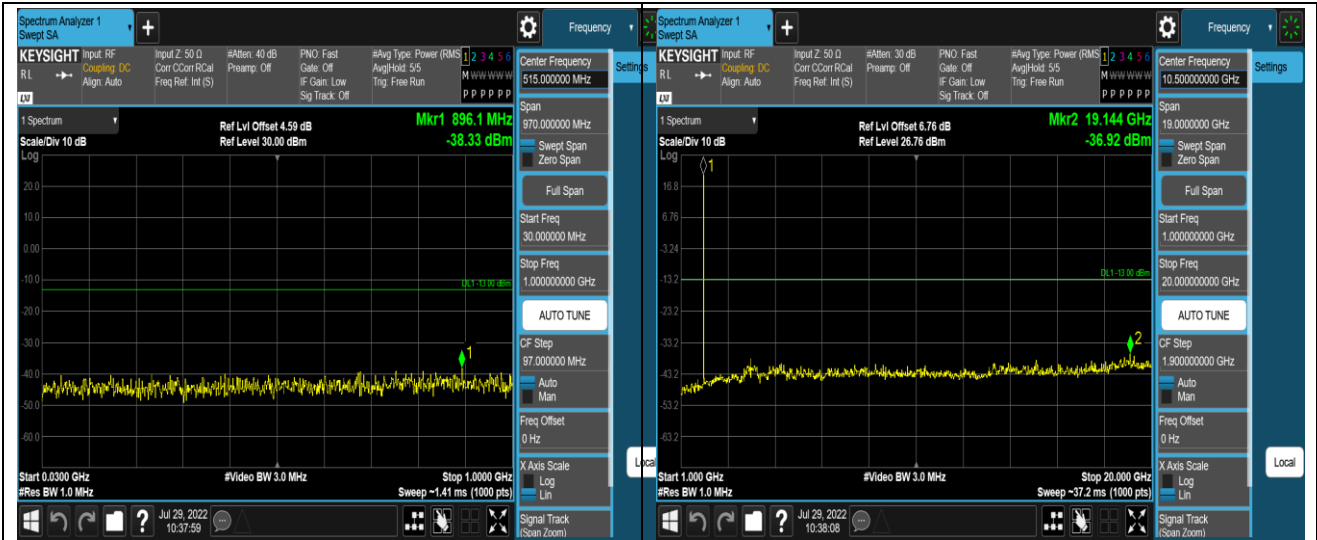 Spectrum Analyzer 1
Swept SA
+
Frequency
KEYSIGHT
RL
LXI
Input: RF
Coupling: DC
Align: Auto
Input Z: 50 Ω
Corr CCorr RCal
Freq Ref: Int (S)
#Atten: 40 dB
Preamp: Off
PNO: Fast
Gate: Off
IF Gain: Low
Sig Track: Off
#Avg Type: Power (RMS
Avg|Hold: 5/5
Trig: Free Run
1 2 3 4 5 6
M W W W W W
P P P P P P
Center Frequency
515.000000 MHz
Settings
Span
970.000000 MHz
Swept Span
Zero Span
Full Span
Start Freq
30.000000 MHz
Stop Freq
1.000000000 GHz
AUTO TUNE
CF Step
97.000000 MHz
Auto
Man
Freq Offset
0 Hz
X Axis Scale
Log
Lin
Local
Signal Track
(Span Zoom)
1 Spectrum
Scale/Div 10 dB
Log
Ref Lvl Offset 4.59 dB
Ref Level 30.00 dBm
Mkr1 896.1 MHz
-38.33 dBm
20.0
10.0
0.00
-10.0
DL1 -13.00 dBm
-20.0
-30.0
1
-40.0
-50.0
-60.0
Start 0.0300 GHz
#Res BW 1.0 MHz
#Video BW 3.0 MHz
Stop 1.0000 GHz
Sweep ~1.41 ms (1000 pts)
?
Jul 29, 2022
10:37:59
Spectrum Analyzer 1
Swept SA
+
Frequency
KEYSIGHT
RL
LXI
Input: RF
Coupling: DC
Align: Auto
Input Z: 50 Ω
Corr CCorr RCal
Freq Ref: Int (S)
#Atten: 30 dB
Preamp: Off
PNO: Fast
Gate: Off
IF Gain: Low
Sig Track: Off
#Avg Type: Power (RMS
Avg|Hold: 5/5
Trig: Free Run
1 2 3 4 5 6
M W W W W W
P P P P P P
Center Frequency
10.500000000 GHz
Settings
Span
19.0000000 GHz
Swept Span
Zero Span
Full Span
Start Freq
1.000000000 GHz
Stop Freq
20.000000000 GHz
AUTO TUNE
CF Step
1.900000000 GHz
Auto
Man
Freq Offset
0 Hz
X Axis Scale
Log
Lin
Local
Signal Track
(Span Zoom)
1 Spectrum
Scale/Div 10 dB
Log
Ref Lvl Offset 6.76 dB
Ref Level 26.76 dBm
Mkr2 19.144 GHz
-36.92 dBm
1
16.8
6.76
-3.24
-13.2
DL1 -13.00 dBm
-23.2
-33.2
2
-43.2
-53.2
-63.2
Start 1.000 GHz
#Res BW 1.0 MHz
#Video BW 3.0 MHz
Stop 20.000 GHz
Sweep ~37.2 ms (1000 pts)
?
Jul 29, 2022
10:38:08